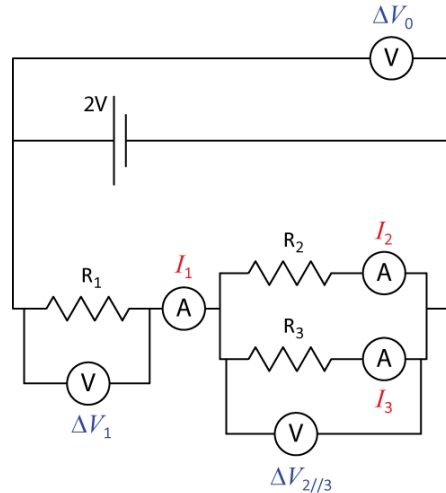 ΔV₀
V
2V
R₁
I₁
A
R₂
I₂
A
R₃
A
I₃
V
ΔV₁
V
ΔV₂//₃